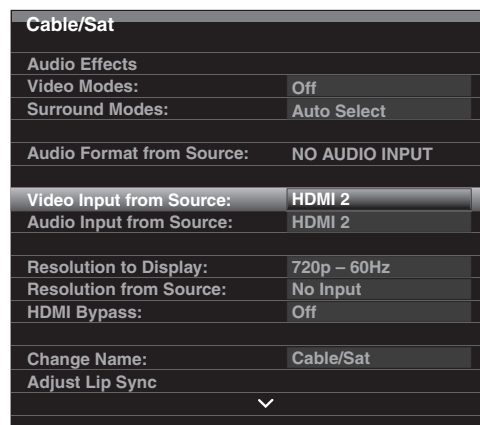 Cable/Sat
Audio Effects
Video Modes: Off
Surround Modes: Auto Select
Audio Format from Source: NO AUDIO INPUT
Video Input from Source: HDMI 2
Audio Input from Source: HDMI 2
Resolution to Display: 720p – 60Hz
Resolution from Source: No Input
HDMI Bypass: Off
Change Name: Cable/Sat
Adjust Lip Sync